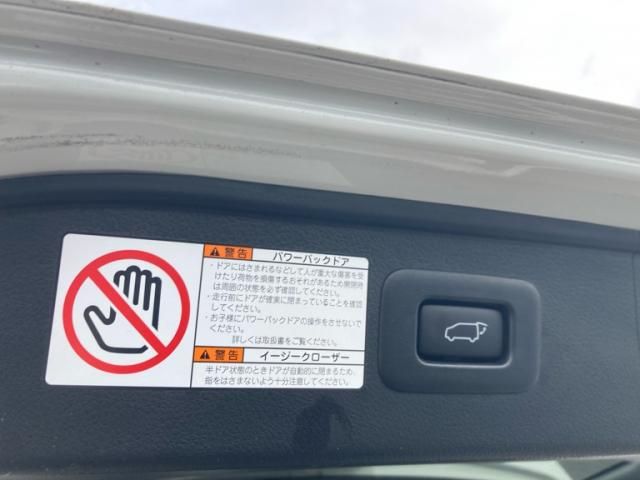 警告 パワーバックドア
・ドアにはさまれるなどして人が重大な傷害を受
けたり荷物を損傷するおそれがあるため開閉時
は周囲の状態を必ず確認してください。
・走行前にドアが確実に閉まっていることを確認
してください。
・お子様にパワーバックドアの操作をさせないで
ください。
詳しくは取扱書をご覧ください。
警告 イージークローザー
半ドア状態のときドアが自動的に閉まるため、
指をはさまないよう十分注意してください。